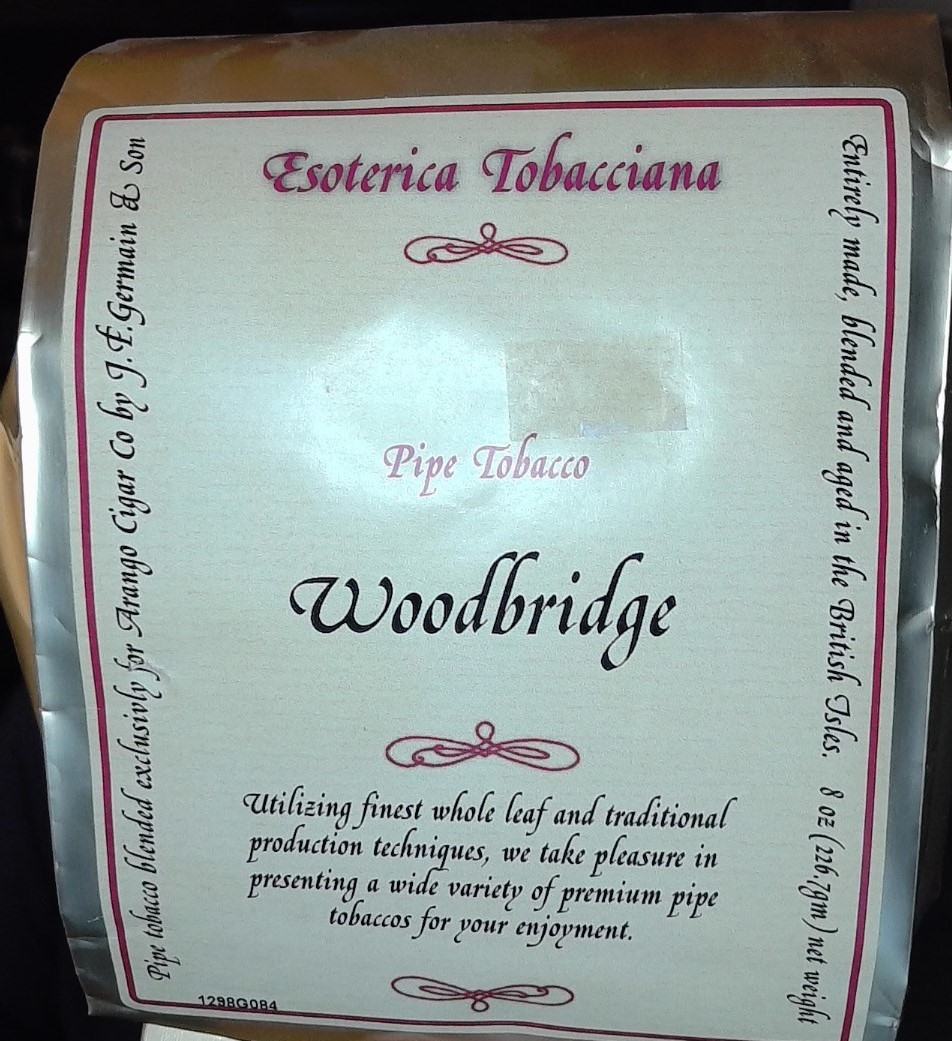 Esoterica Tobacciana
Pipe Tobacco
Woodbridge
Utilizing finest whole leaf and traditional
production techniques, we take pleasure in
presenting a wide variety of premium pipe
tobaccos for your enjoyment.
Pipe tobacco blended exclusivly for Arango Cigar Co by J.E.Germain & Son
Entirely made, blended and aged in the British Isles. 8 oz (226,7gm) net weight
1298G084